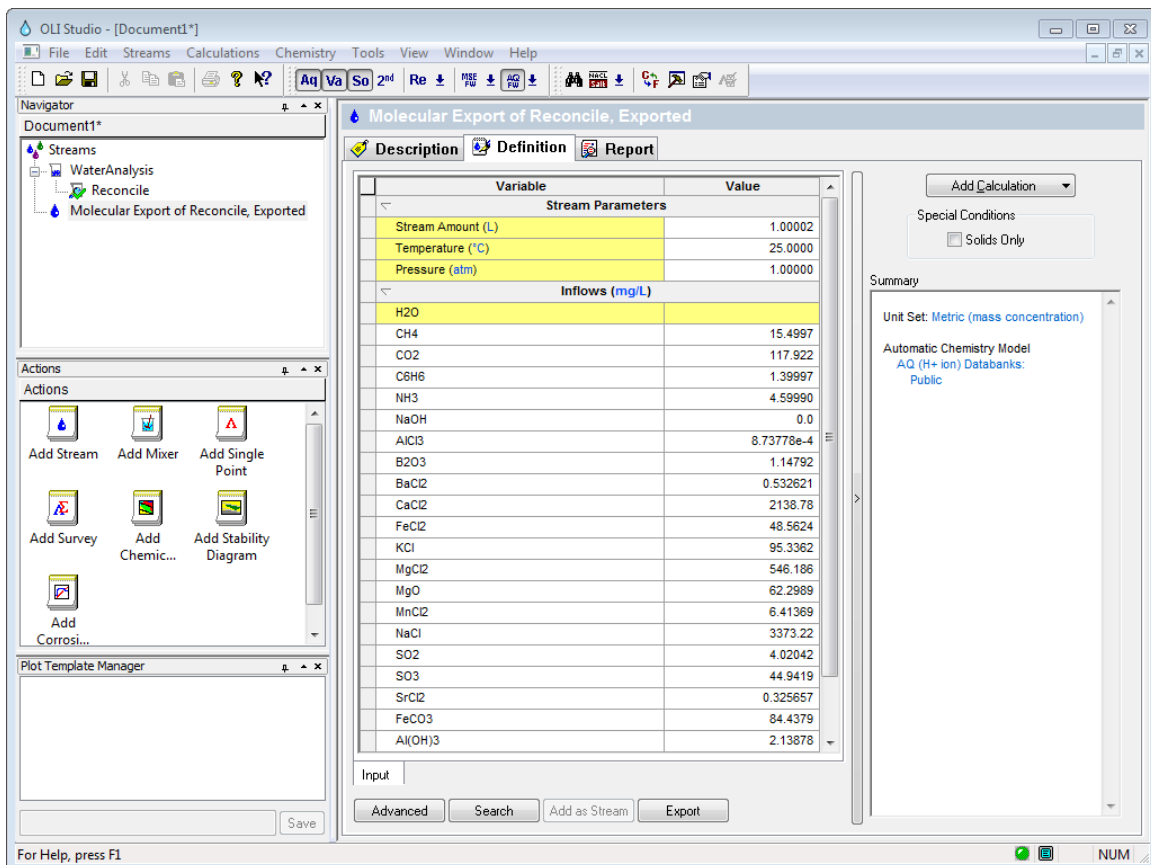 OLI Studio - [Document1*]
File Edit Streams Calculations Chemistry Tools View Window Help
Aq Va So 2nd Re MSE FW AQ FW NACL
Navigator
Document1*
Streams
WaterAnalysis
Reconcile
Molecular Export of Reconcile, Exported
Actions
Actions
Add Stream
Add Mixer
Add Single
Point
Add Survey
Add
Chemic...
Add Stability
Diagram
Add
Corrosi...
Plot Template Manager
Save
Molecular Export of Reconcile, Exported
Description Definition Report
Variable Value
Stream Parameters
Stream Amount (L) 1.00002
Temperature (°C) 25.0000
Pressure (atm) 1.00000
Inflows (mg/L)
H2O
CH4 15.4997
CO2 117.922
C6H6 1.39997
NH3 4.59990
NaOH 0.0
AlCl3 8.73778e-4
B2O3 1.14792
BaCl2 0.532621
CaCl2 2138.78
FeCl2 48.5624
KCl 95.3362
MgCl2 546.186
MgO 62.2989
MnCl2 6.41369
NaCl 3373.22
SO2 4.02042
SO3 44.9419
SrCl2 0.325657
FeCO3 84.4379
Al(OH)3 2.13878
Input
Advanced Search Add as Stream Export
Add Calculation
Special Conditions
Solids Only
Summary
Unit Set: Metric (mass concentration)
Automatic Chemistry Model
AQ (H+ ion) Databanks:
Public
For Help, press F1
NUM